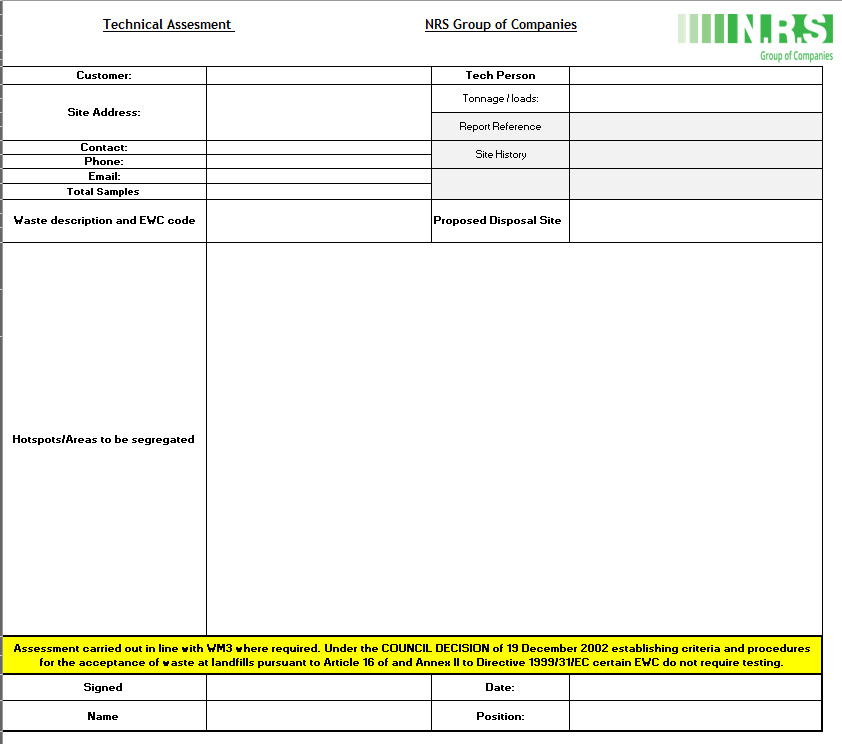 Technical Assesment NRS Group of Companies
N.R.S
Group of Companies
Customer: Tech Person
Site Address: Tonnage / loads:
Report Reference
Contact: Site History
Phone:
Email:
Total Samples
Waste description and EWC code Proposed Disposal Site
Hotspots/Areas to be segregated
Assessment carried out in line with WM3 where required. Under the COUNCIL DECISION of 19 December 2002 establishing criteria and procedures
for the acceptance of waste at landfills pursuant to Article 16 of and Annex II to Directive 1999/31/EC certain EWC do not require testing.
Signed Date:
Name Position: